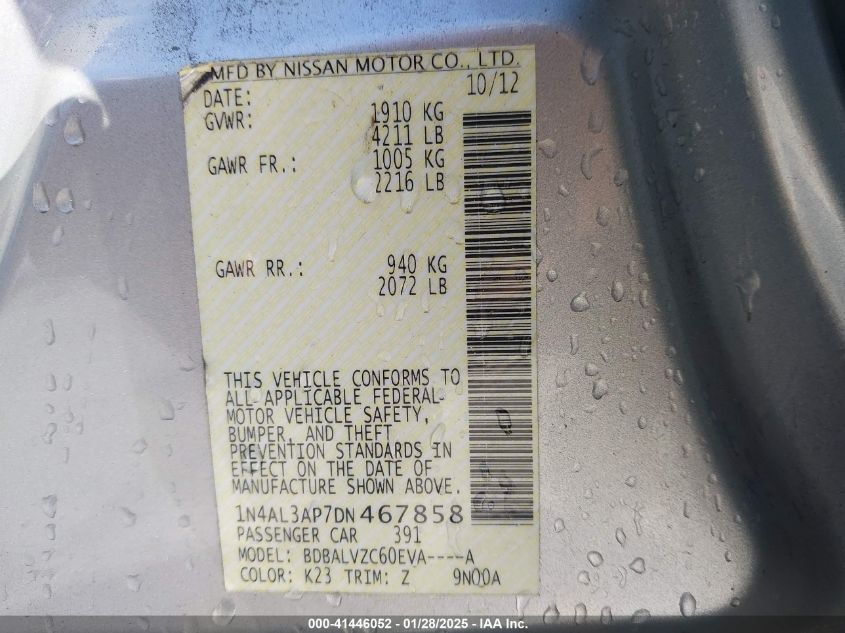 MFD BY NISSAN MOTOR CO., LTD.
DATE: 10/12
GVWR: 1910 KG
4211 LB
GAWR FR.: 1005 KG
2216 LB
GAWR RR.: 940 KG
2072 LB
THIS VEHICLE CONFORMS TO
ALL APPLICABLE FEDERAL
MOTOR VEHICLE SAFETY,
BUMPER, AND THEFT
PREVENTION STANDARDS IN
EFFECT ON THE DATE OF
MANUFACTURE SHOWN ABOVE.
1N4AL3AP7DN467858
PASSENGER CAR 391
MODEL: BDBALVZC60EVA----A
COLOR: K23 TRIM: Z 9N00A
000-41446052 - 01/28/2025 - IAA Inc.